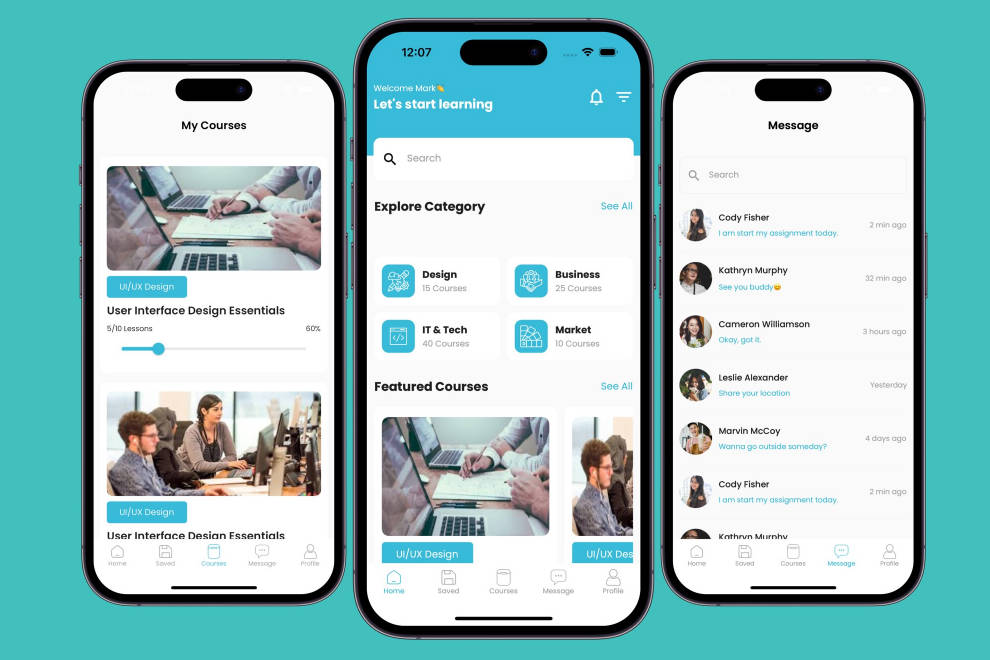 My Courses
UI/UX Design
User Interface Design Essentials
5/10 Lessons 60%
UI/UX Design
User Interface Design Essentials
Home Saved Courses Message Profile
12:07
Welcome Mark👋
Let's start learning
Search
Explore Category See All
Design
15 Courses
Business
25 Courses
IT & Tech
40 Courses
Market
10 Courses
Featured Courses See All
UI/UX Design
UI/UX Des
Home Saved Courses Message Profile
Message
Search
Cody Fisher
I am start my assignment today.
2 min ago
Kathryn Murphy
See you buddy😊
32 min ago
Cameron Williamson
Okay, got it.
3 hours ago
Leslie Alexander
Share your location
Yesterday
Marvin McCoy
Wanna go outside someday?
4 days ago
Cody Fisher
I am start my assignment today.
2 min ago
Kathryn Murphy
Home Saved Courses Message Profile